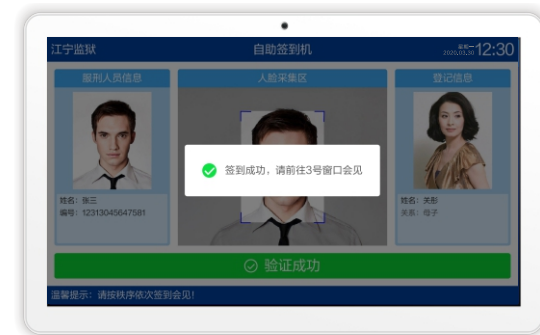 江宁监狱
自助签到机
星期一
2020.03.30
12:30
服刑人员信息
人脸采集区
登记信息
签到成功，请前往3号窗口会见
姓名：张三
编号：12313045647581
姓名：关彤
关系：母子
验证成功
温馨提示：请按秩序依次签到会见！